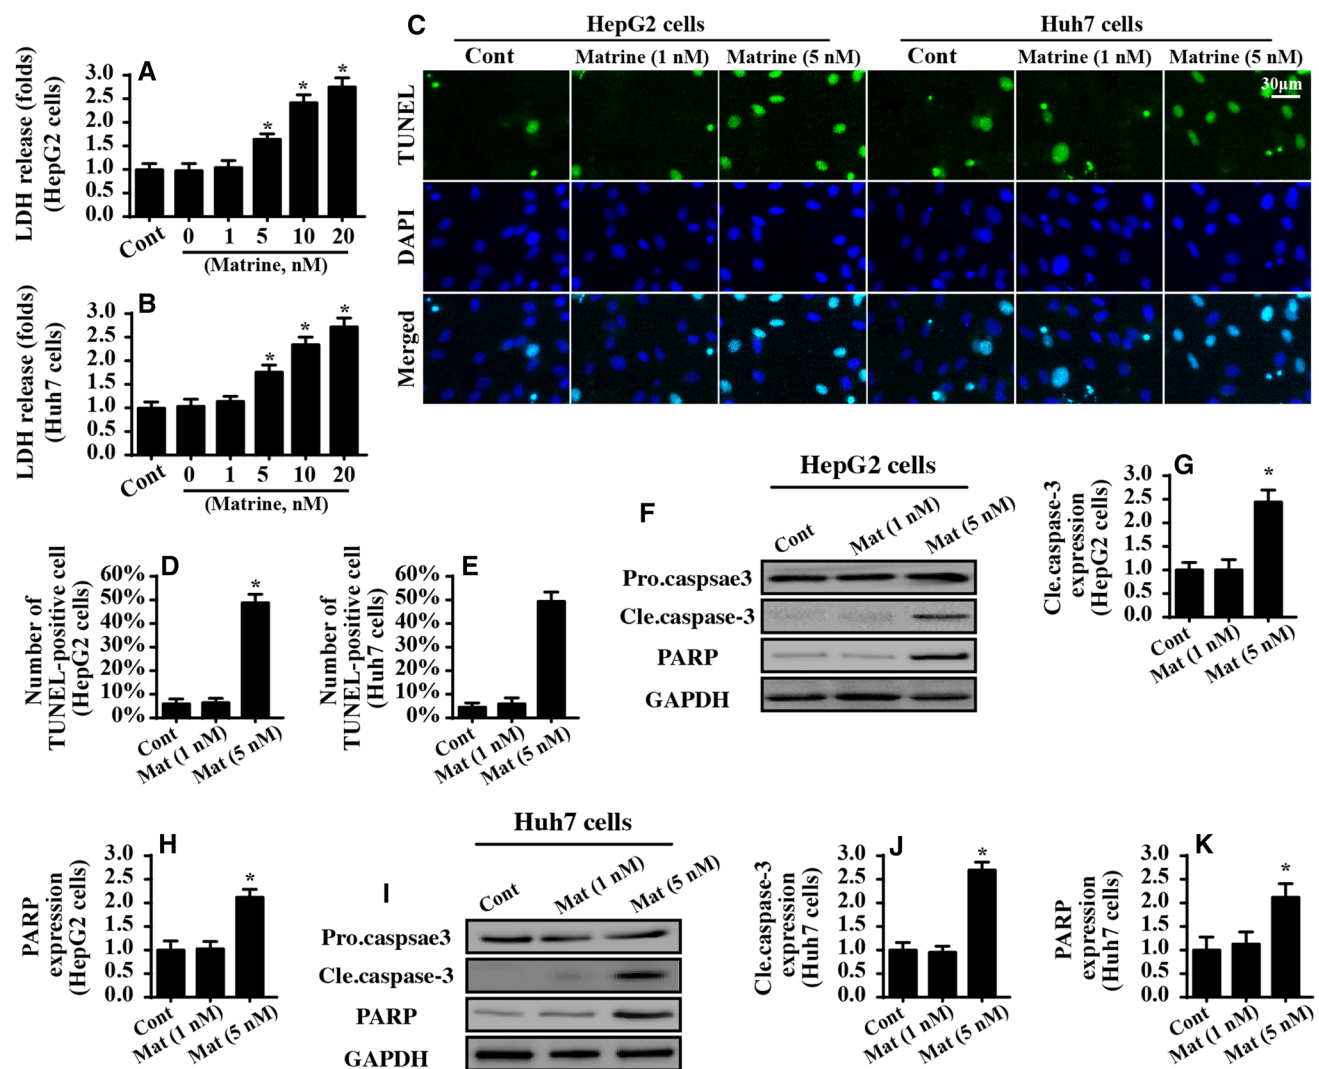 A
LDH release (folds)
(HepG2 cells)
3.0
2.5
2.0
1.5
1.0
0.5
0.0
*
*
*
Cont
0 1 5 10 20
(Matrine, nM)
B
LDH release (folds)
(Huh7 cells)
3.0
2.5
2.0
1.5
1.0
0.5
0.0
*
*
*
Cont
0 1 5 10 20
(Matrine, nM)
C
HepG2 cells
Huh7 cells
Cont
Matrine (1 nM)
Matrine (5 nM)
Cont
Matrine (1 nM)
Matrine (5 nM)
30μm
TUNEL
DAPI
Merged
D
Number of
TUNEL-positive cell
(HepG2 cells)
60%
50%
40%
30%
20%
10%
0%
*
Cont
Mat (1 nM)
Mat (5 nM)
E
Number of
TUNEL-positive cell
(Huh7 cells)
60%
50%
40%
30%
20%
10%
0%
Cont
Mat (1 nM)
Mat (5 nM)
F
HepG2 cells
Cont
Mat (1 nM)
Mat (5 nM)
Pro.caspsae3
Cle.caspase-3
PARP
GAPDH
G
Cle.caspase-3
expression
(HepG2 cells)
3.0
2.5
2.0
1.5
1.0
0.5
0.0
*
Cont
Mat (1 nM)
Mat (5 nM)
H
PARP
expression
(HepG2 cells)
3.0
2.5
2.0
1.5
1.0
0.5
0.0
*
Cont
Mat (1 nM)
Mat (5 nM)
I
Huh7 cells
Cont
Mat (1 nM)
Mat (5 nM)
Pro.caspsae3
Cle.caspase-3
PARP
GAPDH
J
Cle.caspase-3
expression
(Huh7 cells)
3.0
2.5
2.0
1.5
1.0
0.5
0.0
*
Cont
Mat (1 nM)
Mat (5 nM)
K
PARP
expression
(Huh7 cells)
3.0
2.5
2.0
1.5
1.0
0.5
0.0
*
Cont
Mat (1 nM)
Mat (5 nM)